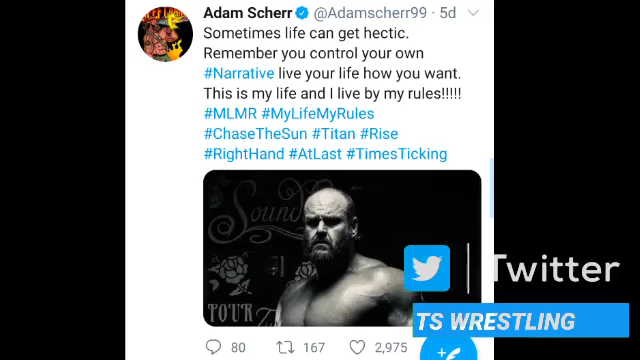 Adam Scherr @Adamscherr99 · 5d
Sometimes life can get hectic.
Remember you control your own
#Narrative live your life how you want.
This is my life and I live by my rules!!!!!
#MLMR #MyLifeMyRules
#ChaseTheSun #Titan #Rise
#RightHand #AtLast #TimesTicking
Sound
TOUR
Twitter
TS WRESTLING
80 167 2,975